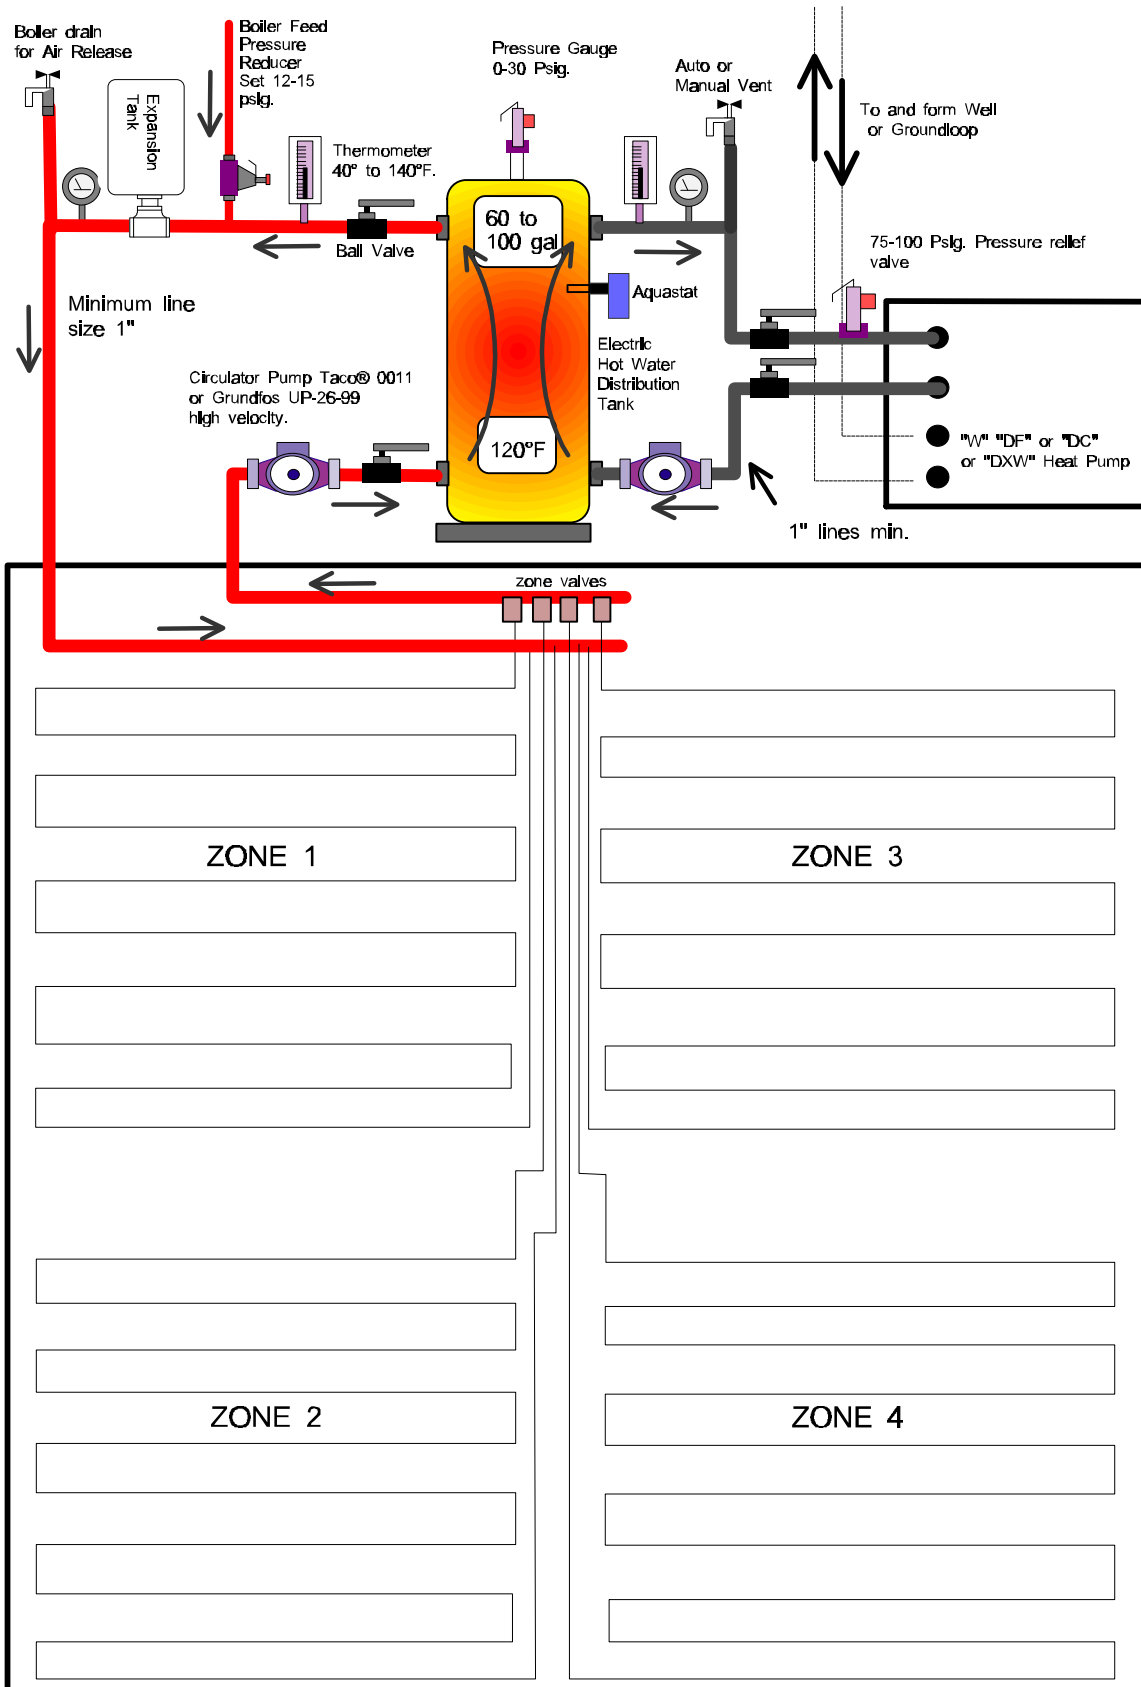 Boiler drain
for Air Release
Boiler Feed
Pressure
Reducer
Set 12-15
psig.
Expansion
Tank
Thermometer
40° to 140°F.
Pressure Gauge
0-30 Psig.
Auto or
Manual Vent
To and form Well
or Groundloop
60 to
100 gal
Ball Valve
75-100 Psig. Pressure relief
valve
Aquastat
Minimum line
size 1"
Electric
Hot Water
Distribution
Tank
Circulator Pump Taco® 0011
or Grundfos UP-26-99
high velocity.
120°F
"W" "DF" or "DC"
or "DXW" Heat Pump
1" lines min.
zone valves
ZONE 1
ZONE 3
ZONE 2
ZONE 4